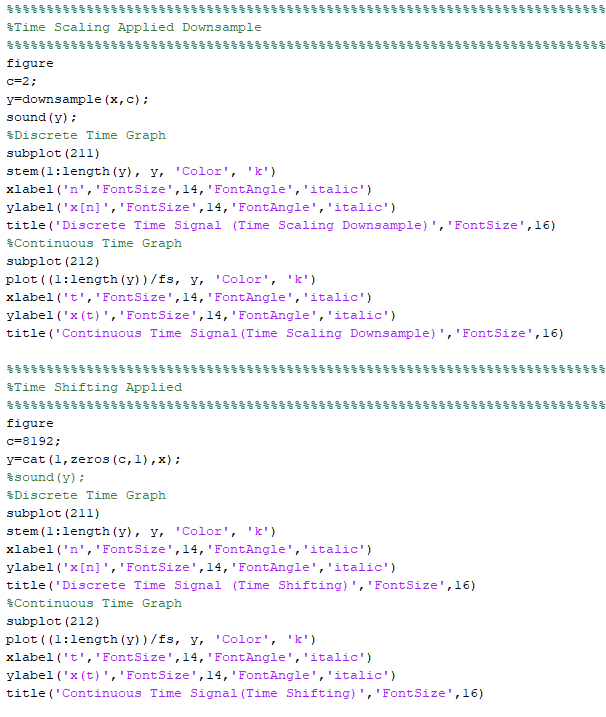 %%%%%%%%%%%%%%%%%%%%%%%%%%%%%%%%%%%%%%%%%%%%%%%%%%%%%%%%%%%%%%%%%%%%%%%%%%%
%Time Scaling Applied Downsample
%%%%%%%%%%%%%%%%%%%%%%%%%%%%%%%%%%%%%%%%%%%%%%%%%%%%%%%%%%%%%%%%%%%%%%%%%%%
figure
c=2;
y=downsample(x,c);
sound(y);
%Discrete Time Graph
subplot(211)
stem(1:length(y), y, 'Color', 'k')
xlabel('n','FontSize',14,'FontAngle','italic')
ylabel('x[n]','FontSize',14,'FontAngle','italic')
title('Discrete Time Signal (Time Scaling Downsample)','FontSize',16)
%Continuous Time Graph
subplot(212)
plot((1:length(y))/fs, y, 'Color', 'k')
xlabel('t','FontSize',14,'FontAngle','italic')
ylabel('x(t)','FontSize',14,'FontAngle','italic')
title('Continuous Time Signal(Time Scaling Downsample)','FontSize',16)
%%%%%%%%%%%%%%%%%%%%%%%%%%%%%%%%%%%%%%%%%%%%%%%%%%%%%%%%%%%%%%%%%%%%%%%%%%%
%Time Shifting Applied
%%%%%%%%%%%%%%%%%%%%%%%%%%%%%%%%%%%%%%%%%%%%%%%%%%%%%%%%%%%%%%%%%%%%%%%%%%%
figure
c=8192;
y=cat(1,zeros(c,1),x);
%sound(y);
%Discrete Time Graph
subplot(211)
stem(1:length(y), y, 'Color', 'k')
xlabel('n','FontSize',14,'FontAngle','italic')
ylabel('x[n]','FontSize',14,'FontAngle','italic')
title('Discrete Time Signal (Time Shifting)','FontSize',16)
%Continuous Time Graph
subplot(212)
plot((1:length(y))/fs, y, 'Color', 'k')
xlabel('t','FontSize',14,'FontAngle','italic')
ylabel('x(t)','FontSize',14,'FontAngle','italic')
title('Continuous Time Signal(Time Shifting)','FontSize',16)